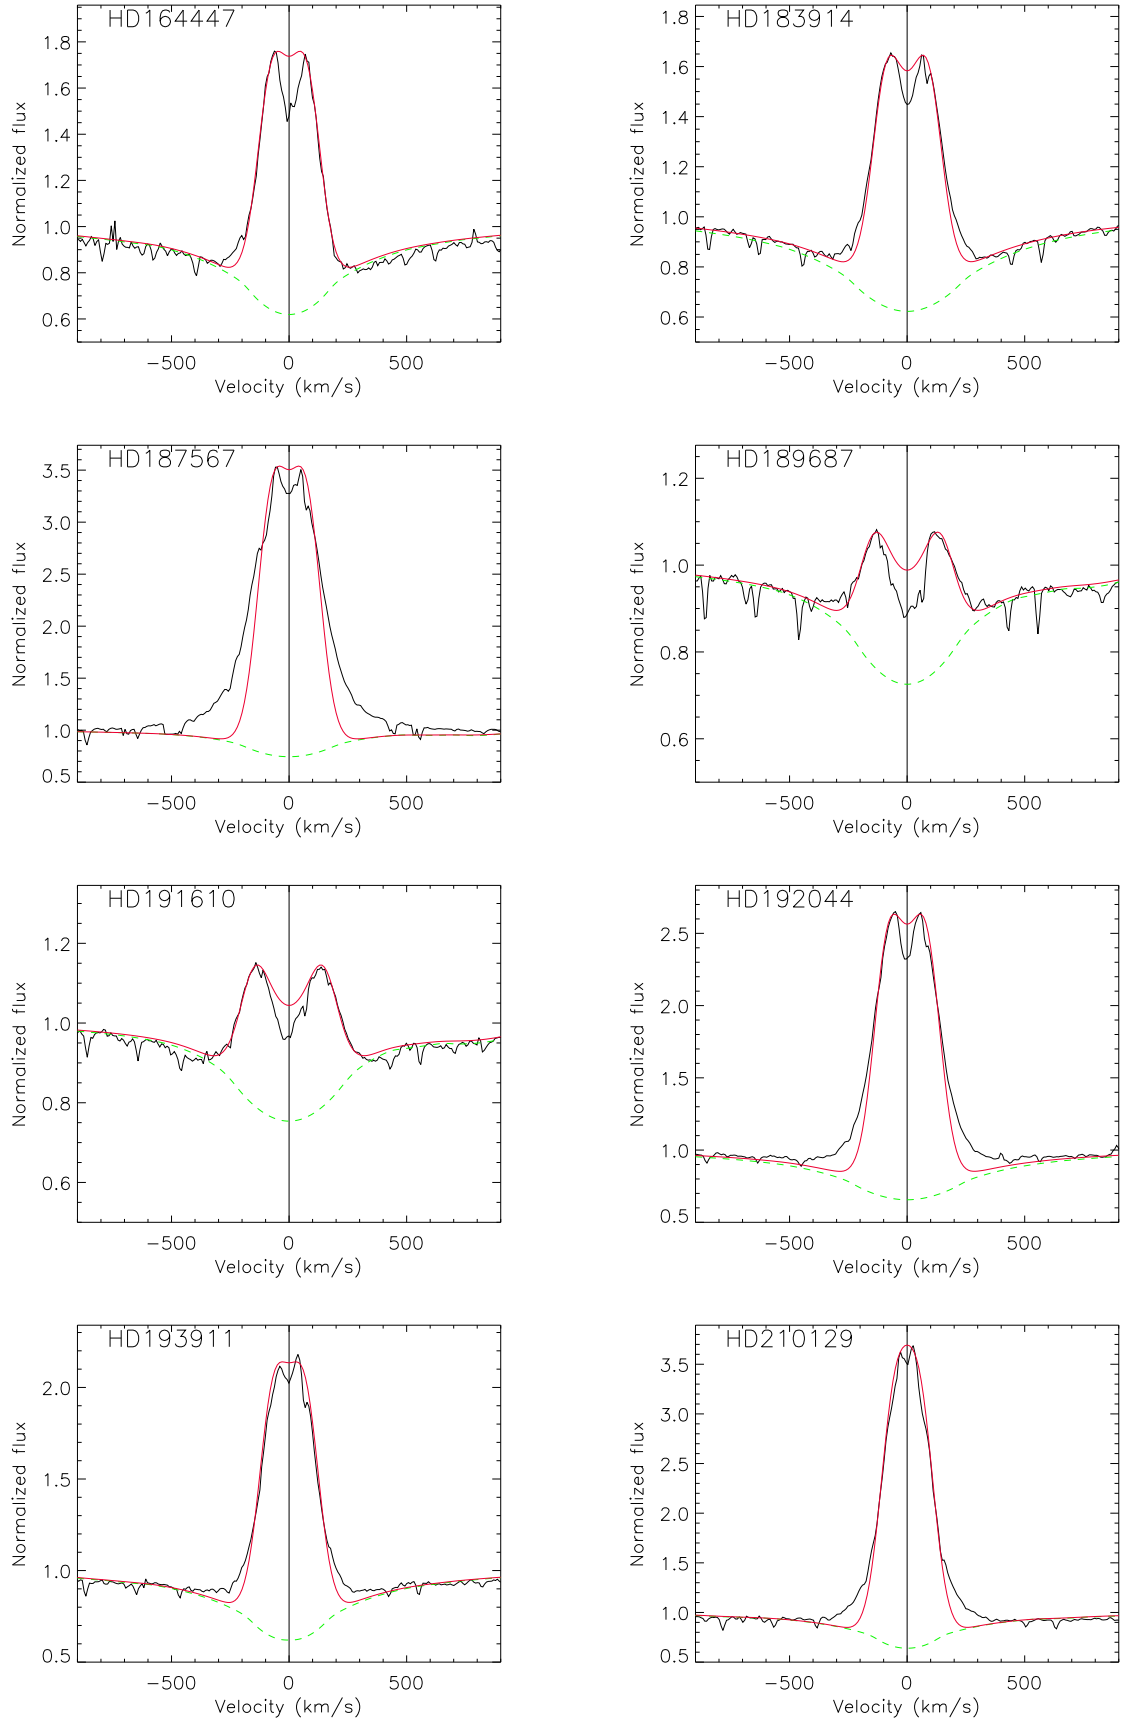 HD164447
1.8
1.6
1.4
1.2
1.0
0.8
0.6
Normalized flux
−500 0 500
Velocity (km/s)
HD183914
1.8
1.6
1.4
1.2
1.0
0.8
0.6
Normalized flux
−500 0 500
Velocity (km/s)
HD187567
3.5
3.0
2.5
2.0
1.5
1.0
0.5
Normalized flux
−500 0 500
Velocity (km/s)
HD189687
1.2
1.0
0.8
0.6
Normalized flux
−500 0 500
Velocity (km/s)
HD191610
1.2
1.0
0.8
0.6
Normalized flux
−500 0 500
Velocity (km/s)
HD192044
2.5
2.0
1.5
1.0
0.5
Normalized flux
−500 0 500
Velocity (km/s)
HD193911
2.0
1.5
1.0
0.5
Normalized flux
−500 0 500
Velocity (km/s)
HD210129
3.5
3.0
2.5
2.0
1.5
1.0
0.5
Normalized flux
−500 0 500
Velocity (km/s)